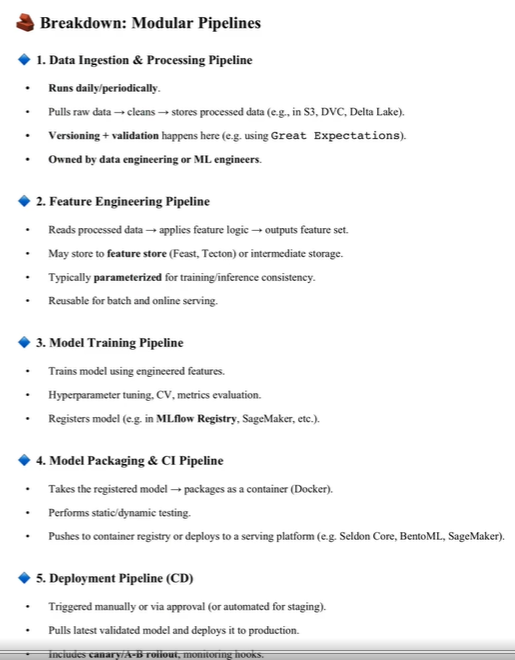 Breakdown: Modular Pipelines
1. Data Ingestion & Processing Pipeline
• Runs daily/periodically.
• Pulls raw data → cleans → stores processed data (e.g., in S3, DVC, Delta Lake).
• Versioning + validation happens here (e.g. using Great Expectations).
• Owned by data engineering or ML engineers.
2. Feature Engineering Pipeline
• Reads processed data → applies feature logic → outputs feature set.
• May store to feature store (Feast, Tecton) or intermediate storage.
• Typically parameterized for training/inference consistency.
• Reusable for batch and online serving.
3. Model Training Pipeline
• Trains model using engineered features.
• Hyperparameter tuning, CV, metrics evaluation.
• Registers model (e.g. in MLflow Registry, SageMaker, etc.).
4. Model Packaging & CI Pipeline
• Takes the registered model → packages as a container (Docker).
• Performs static/dynamic testing.
• Pushes to container registry or deploys to a serving platform (e.g. Seldon Core, BentoML, SageMaker).
5. Deployment Pipeline (CD)
• Triggered manually or via approval (or automated for staging).
• Pulls latest validated model and deploys it to production.
• Includes canary/A-B rollout, monitoring hooks.